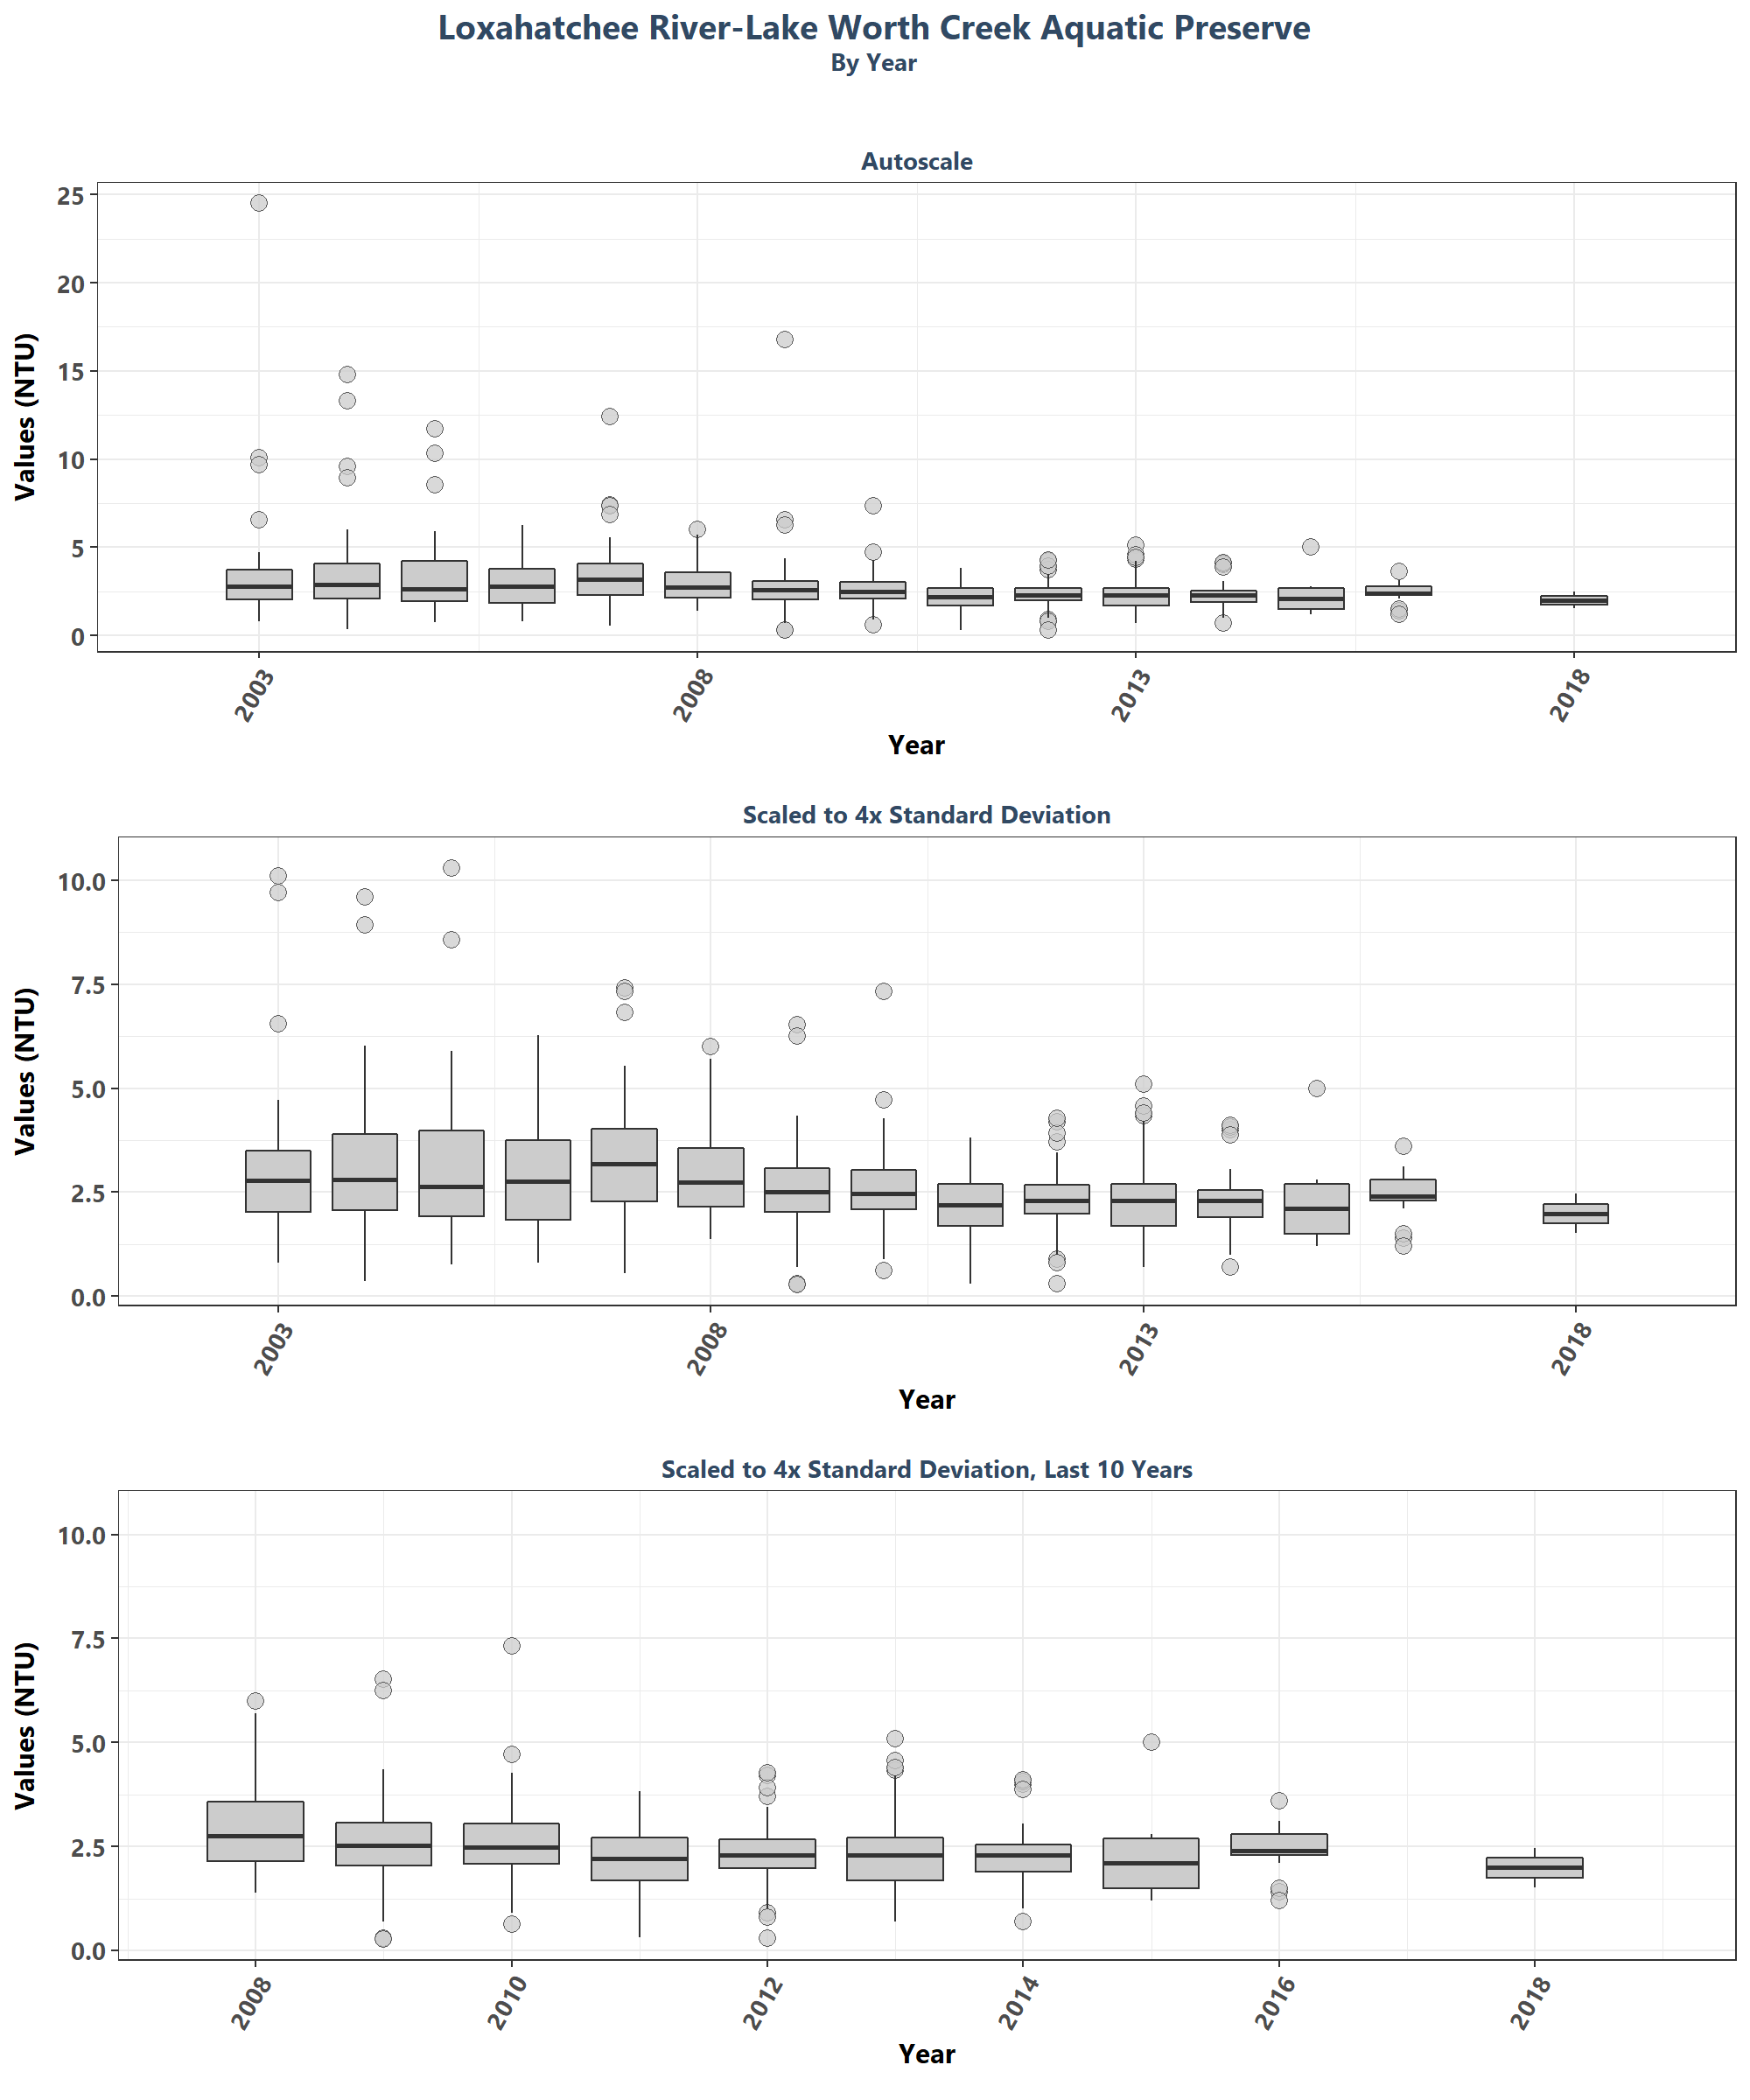 Loxahatchee River-Lake Worth Creek Aquatic Preserve
By Year
Autoscale
25
20
15
10
5
0
Values (NTU)
2003
2008
2013
2018
Year
Scaled to 4x Standard Deviation
10.0
7.5
5.0
2.5
0.0
Values (NTU)
2003
2008
2013
2018
Year
Scaled to 4x Standard Deviation, Last 10 Years
10.0
7.5
5.0
2.5
0.0
Values (NTU)
2008
2010
2012
2014
2016
2018
Year